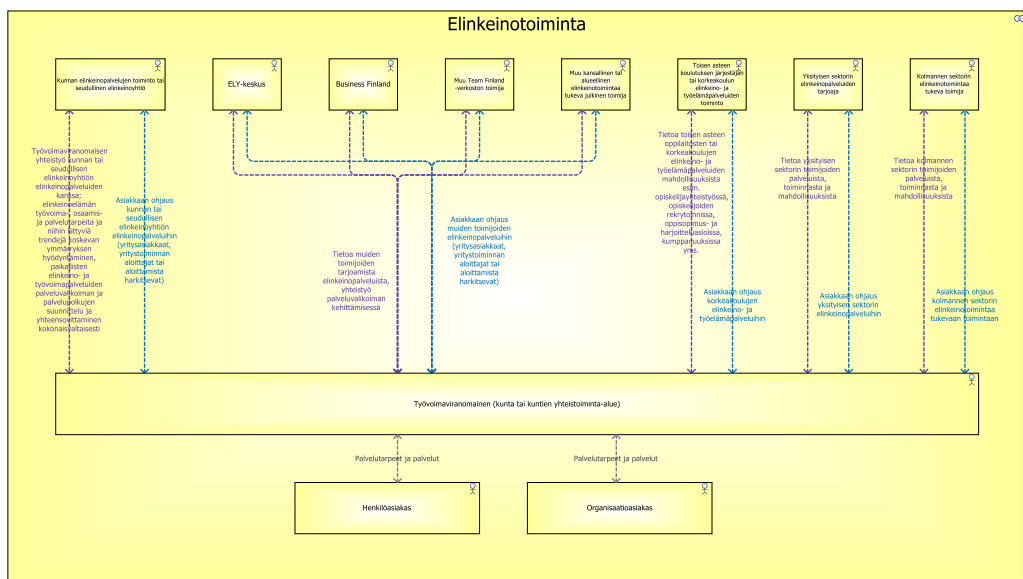 Elinkeinotoiminta
Kunnan elinkeinopalvelujen toiminto tai
seudullinen elinkeinoyhtiö
ELY-keskus
Business Finland
Muu Team Finland
-verkoston toimija
Muu kansallinen tai
alueellinen
elinkeinotoimintaa
tukeva julkinen toimija
Toisen asteen
koulutuksen järjestäjän
tai korkeakoulun
elinkeino- ja
työelämäpalveluiden
toiminto
Yksityisen sektorin
elinkeinopalveluiden
tarjoaja
Kolmannen sektorin
elinkeinotoimintaa
tukeva toimija
Työvoimaviranomaisen
yhteistyö kunnan tai
seudullisen
elinkeinoyhtiön
elinkeinopalveluiden
kanssa;
elinkeinoelämän
työvoima-, osaamis-
ja palvelutarpeita ja
niihin liittyviä
trendejä koskevan
ymmärryksen
hyödyntäminen,
paikallisten
elinkeino- ja
työvoimapalveluiden
palveluvalikoiman ja
palvelupolkujen
suunnittelu ja
yhteensovittaminen
kokonaisvaltaisesti
Asiakkaan ohjaus
kunnan tai
seudullisen
elinkeinoyhtiön
elinkeinopalveluihin
(yritysasiakkaat,
yritystoiminnan
aloittajat tai
aloittamista
harkitsevat)
Tietoa muiden
toimijoiden
tarjoamista
elinkeinopalveluista,
yhteistyö
palveluvalikoiman
kehittämisessä
Asiakkaan ohjaus
muiden toimijoiden
elinkeinopalveluihin
(yritysasiakkaat,
yritystoiminnan
aloittajat tai
aloittamista
harkitsevat)
Tietoa toisen asteen
oppilaitosten tai
korkeakoulujen
elinkeino- ja
työelämäpalveluiden
mahdollisuuksista
esim.
opiskelijayhteistyössä,
opiskelijoiden
rekrytoinnissa,
oppisopimus- ja
harjoitteluasioissa,
kumppanuuksissa
yms.
Asiakkaan ohjaus
korkeakoulujen
elinkeino- ja
työelämäpalveluihin
Tietoa yksityisen
sektorin toimijoiden
palveluista,
toiminnasta ja
mahdollisuuksista
Asiakkaan ohjaus
yksityisen sektorin
elinkeinopalveluihin
Tietoa kolmannen
sektorin toimijoiden
palveluista,
toiminnasta ja
mahdollisuuksista
Asiakkaan ohjaus
kolmannen sektorin
elinkeinotoimintaa
tukevaan toimintaan
Työvoimaviranomainen (kunta tai kuntien yhteistoiminta-alue)
Palvelutarpeet ja palvelut
Palvelutarpeet ja palvelut
Henkilöasiakas
Organisaatioasiakas